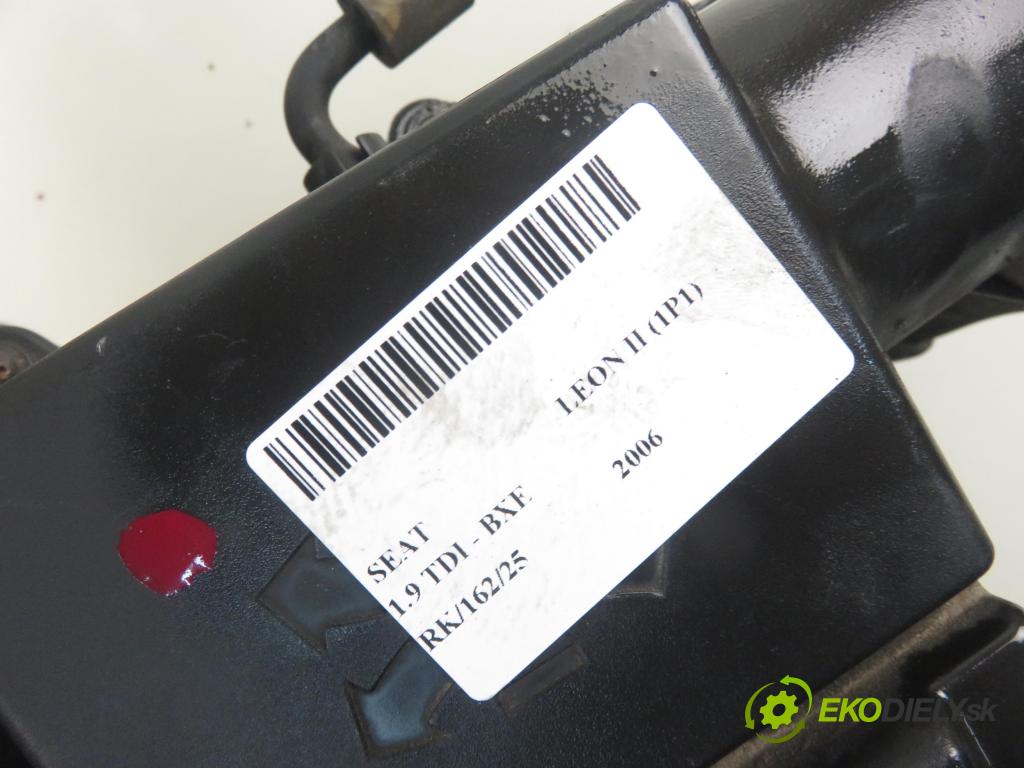 SEAT LEON II (1P1)
1.9 TDI - BXE 2006
RK/162/25
EKODIELY.sk